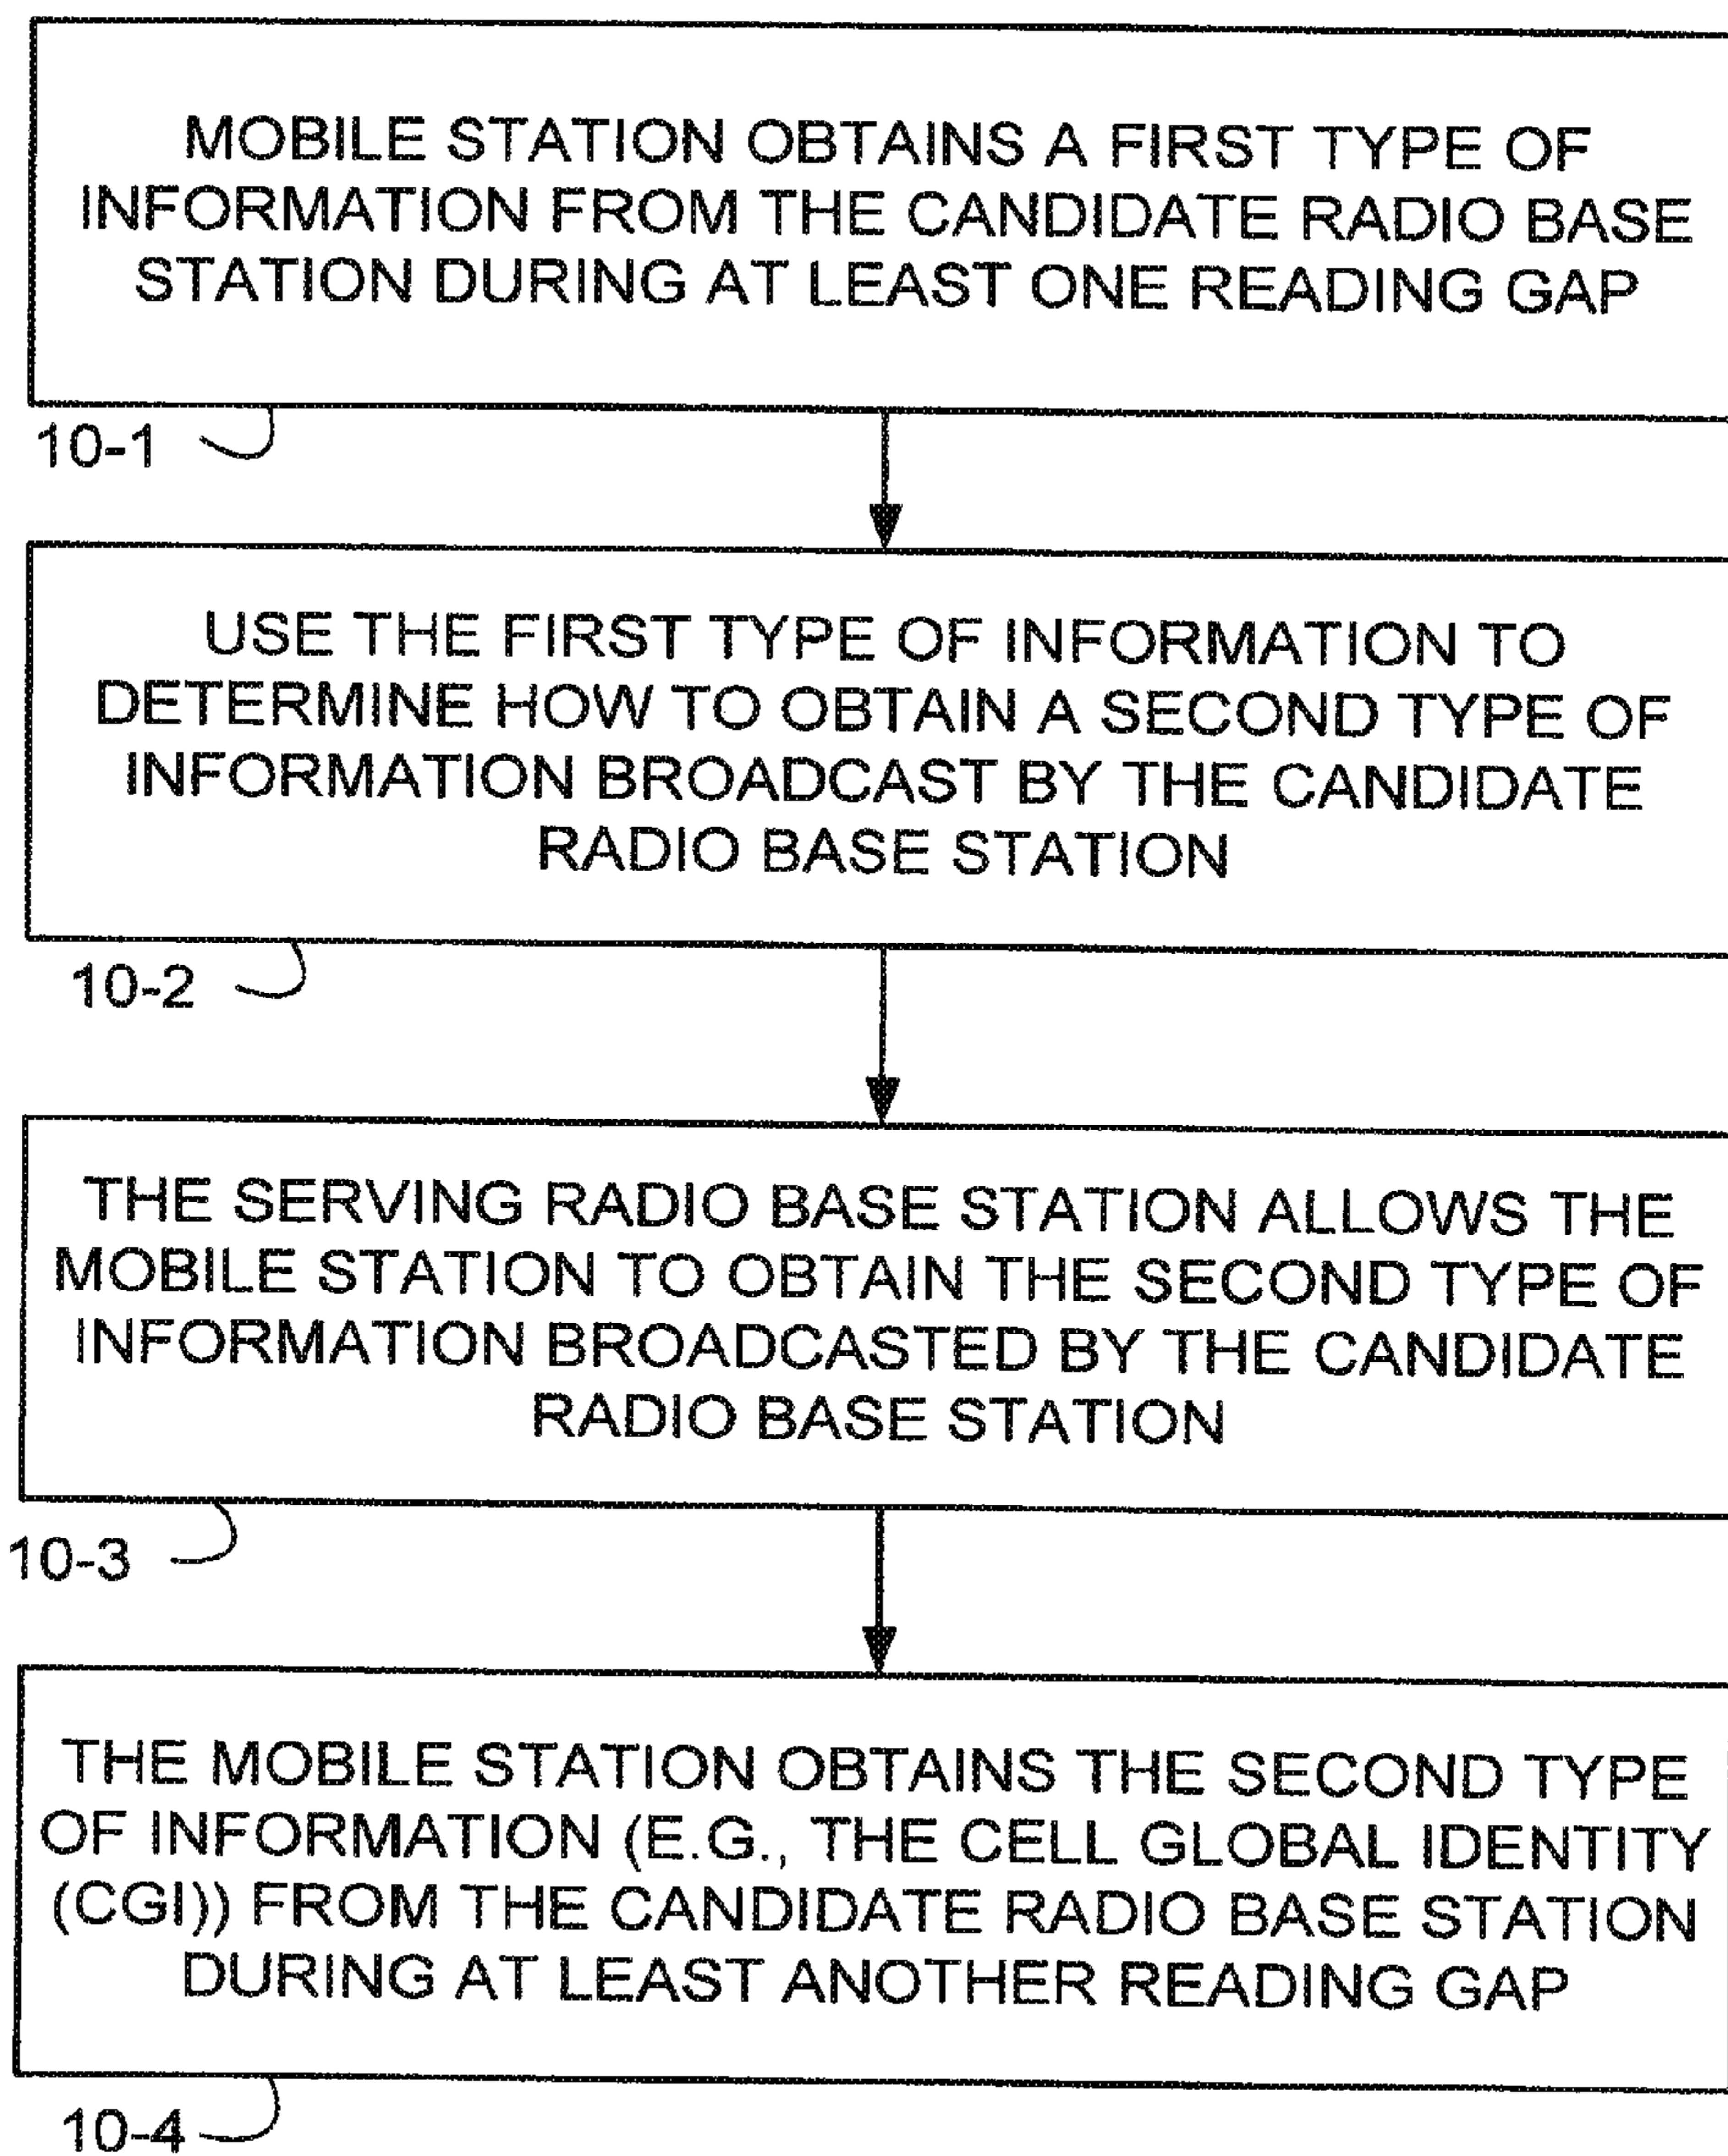 MOBILE STATION OBTAINS A FIRST TYPE OF
INFORMATION FROM THE CANDIDATE RADIO BASE
STATION DURING AT LEAST ONE READING GAP
10-1
USE THE FIRST TYPE OF INFORMATION TO
DETERMINE HOW TO OBTAIN A SECOND TYPE OF
INFORMATION BROADCAST BY THE CANDIDATE
RADIO BASE STATION
10-2
THE SERVING RADIO BASE STATION ALLOWS THE
MOBILE STATION TO OBTAIN THE SECOND TYPE OF
INFORMATION BROADCASTED BY THE CANDIDATE
RADIO BASE STATION
10-3
THE MOBILE STATION OBTAINS THE SECOND TYPE
OF INFORMATION (E.G., THE CELL GLOBAL IDENTITY
(CGI)) FROM THE CANDIDATE RADIO BASE STATION
DURING AT LEAST ANOTHER READING GAP
10-4